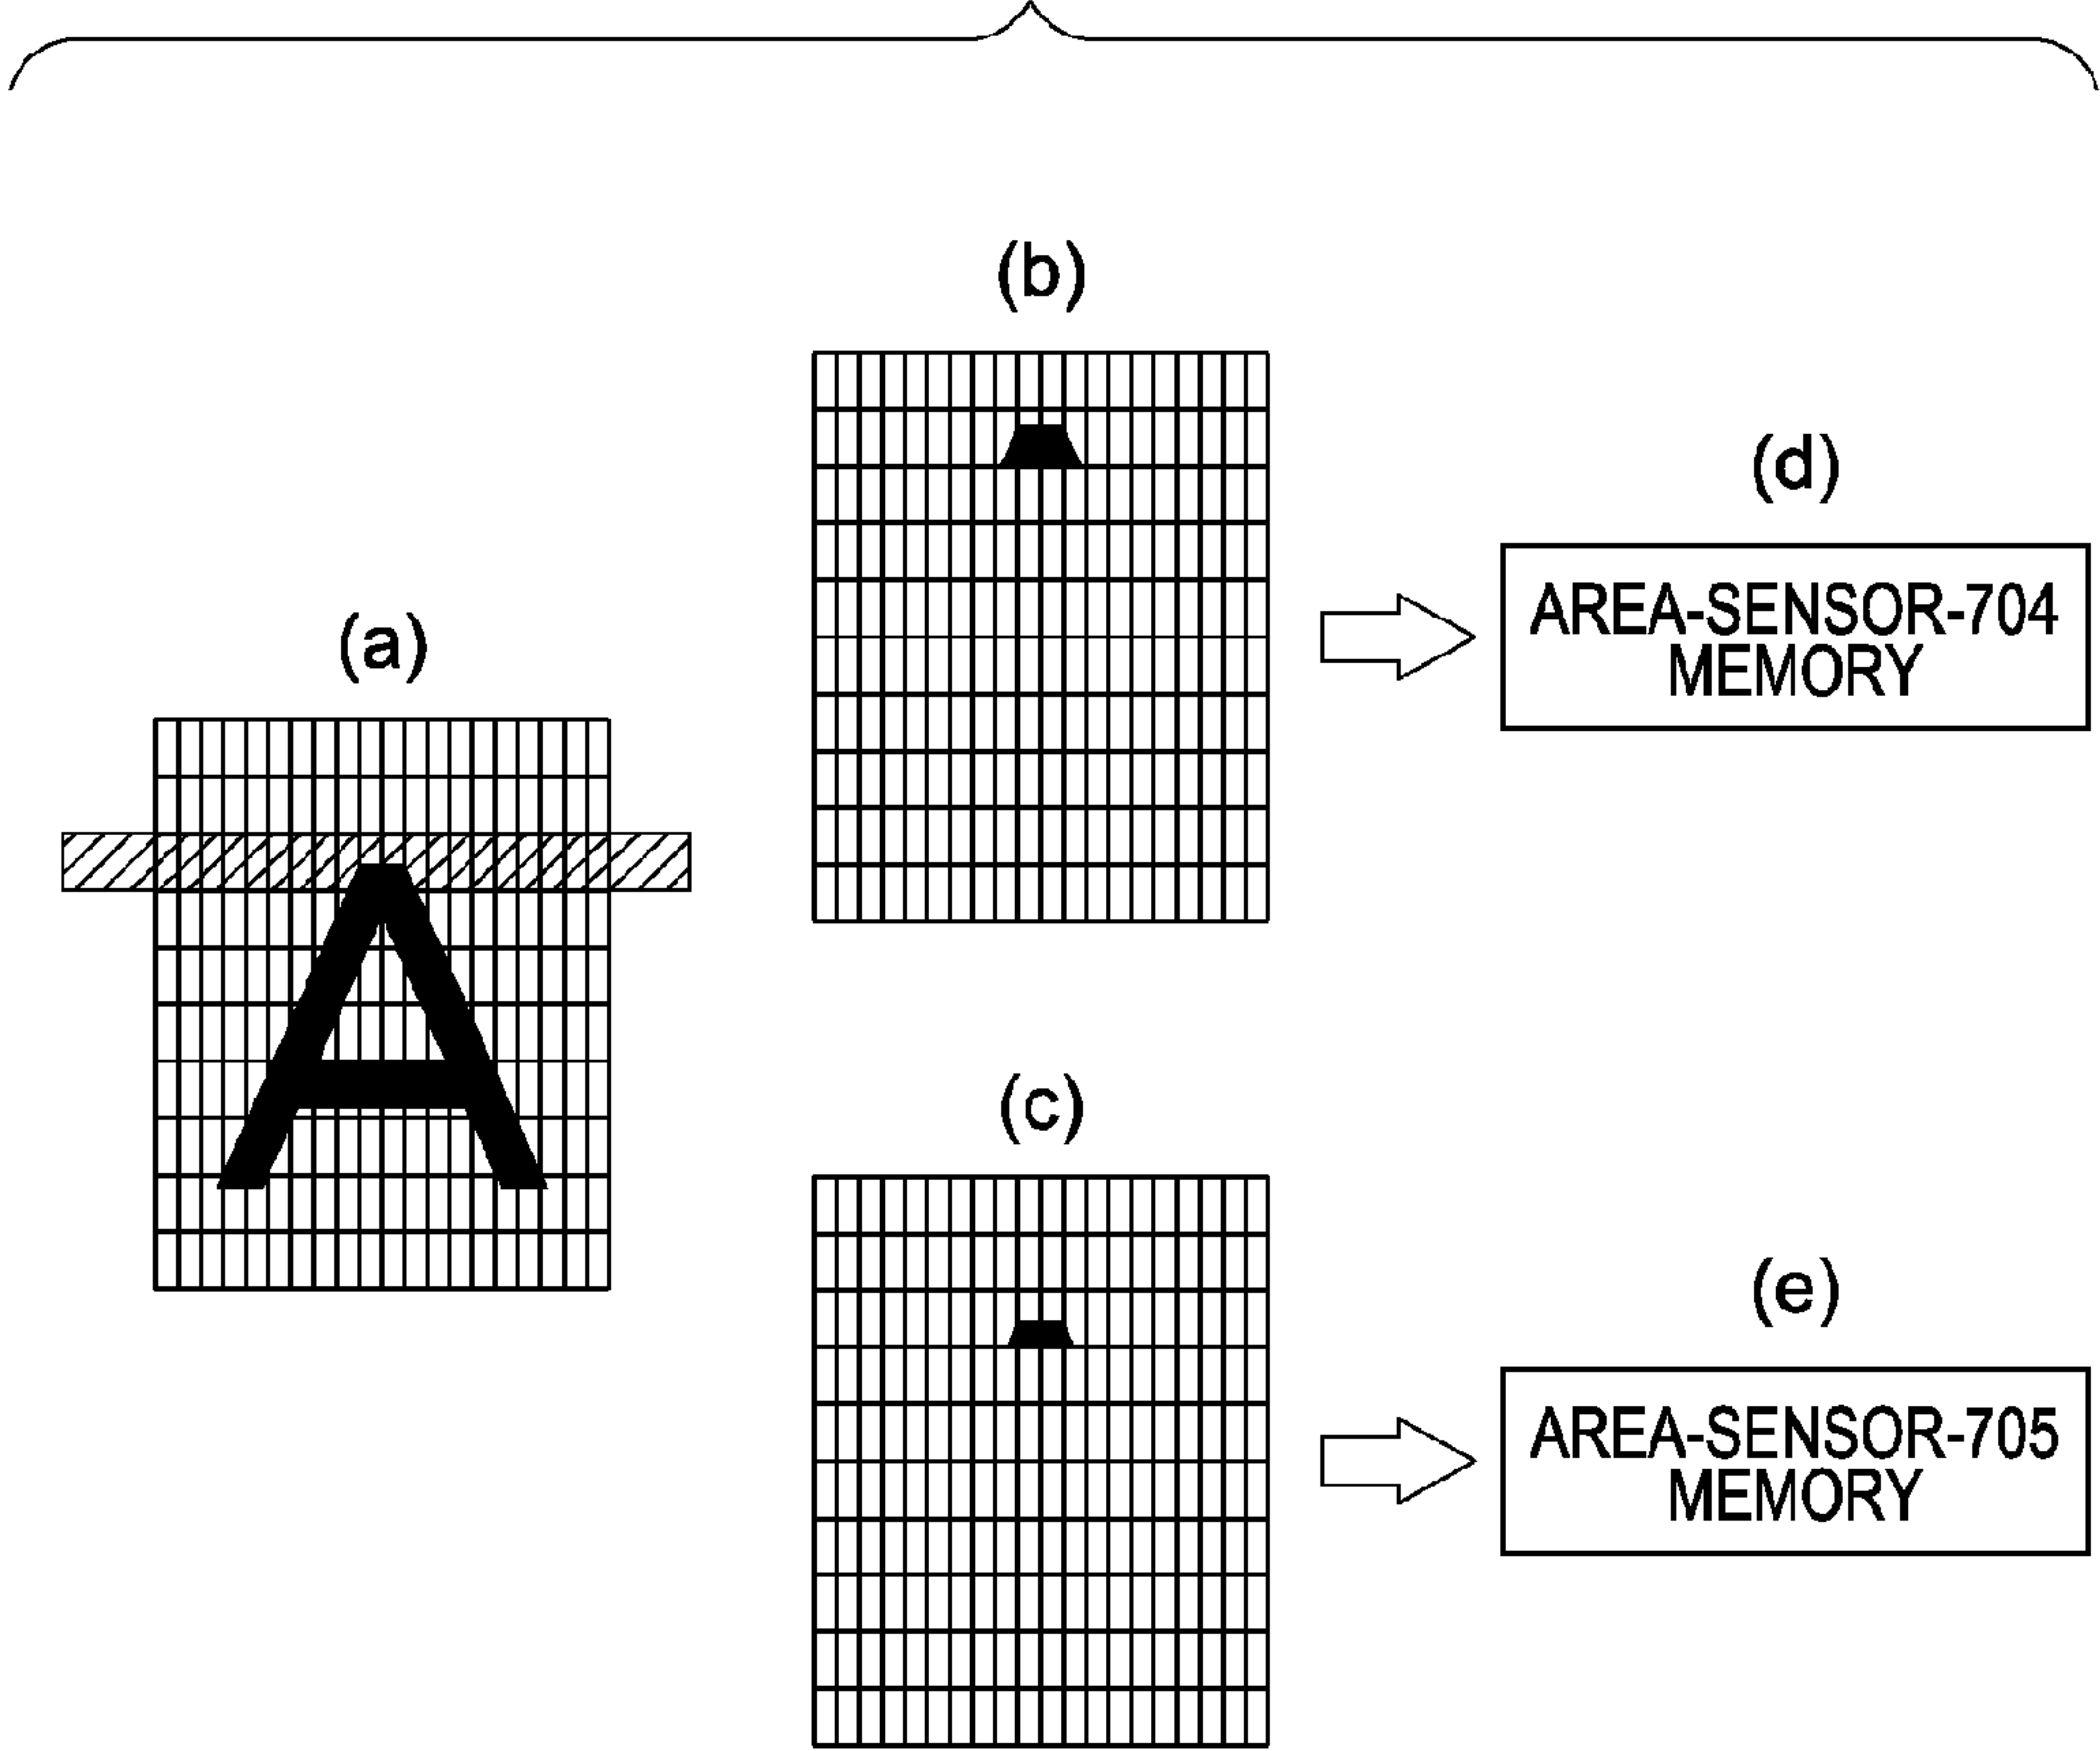 (b)
(d)
AREA-SENSOR-704
MEMORY
(a)
A
(c)
(e)
AREA-SENSOR-705
MEMORY